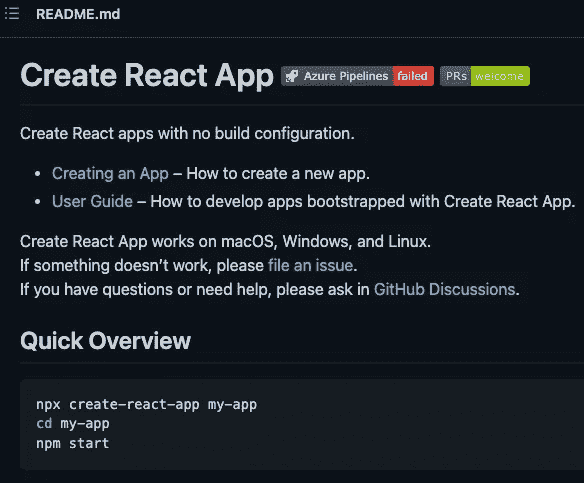 README.md
Create React App Azure Pipelines failed PRs welcome
Create React apps with no build configuration.
• Creating an App – How to create a new app.
• User Guide – How to develop apps bootstrapped with Create React App.
Create React App works on macOS, Windows, and Linux.
If something doesn’t work, please file an issue.
If you have questions or need help, please ask in GitHub Discussions.
Quick Overview
npx create-react-app my-app
cd my-app
npm start